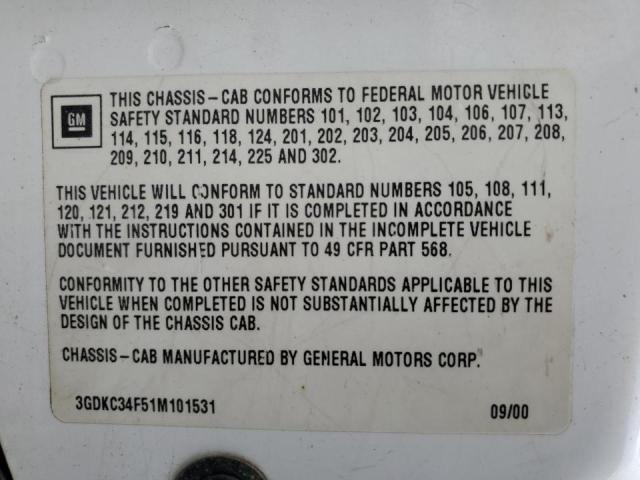 GM
THIS CHASSIS-CAB CONFORMS TO FEDERAL MOTOR VEHICLE
SAFETY STANDARD NUMBERS 101, 102, 103, 104, 106, 107, 113,
114, 115, 116, 118, 124, 201, 202, 203, 204, 205, 206, 207, 208,
209, 210, 211, 214, 225 AND 302.
THIS VEHICLE WILL CONFORM TO STANDARD NUMBERS 105, 108, 111,
120, 121, 212, 219 AND 301 IF IT IS COMPLETED IN ACCORDANCE
WITH THE INSTRUCTIONS CONTAINED IN THE INCOMPLETE VEHICLE
DOCUMENT FURNISHED PURSUANT TO 49 CFR PART 568.
CONFORMITY TO THE OTHER SAFETY STANDARDS APPLICABLE TO THIS
VEHICLE WHEN COMPLETED IS NOT SUBSTANTIALLY AFFECTED BY THE
DESIGN OF THE CHASSIS CAB.
CHASSIS-CAB MANUFACTURED BY GENERAL MOTORS CORP.
3GDKC34F51M101531
09/00